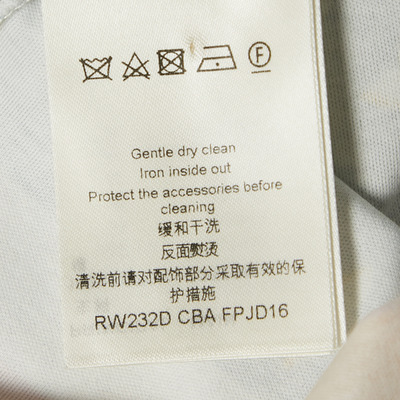 F
Gentle dry clean
Iron inside out
Protect the accessories before
cleaning
缓和干洗
反面熨烫
清洗前请对配饰部分采取有效的保
护措施
RW232D CBA FPJD16